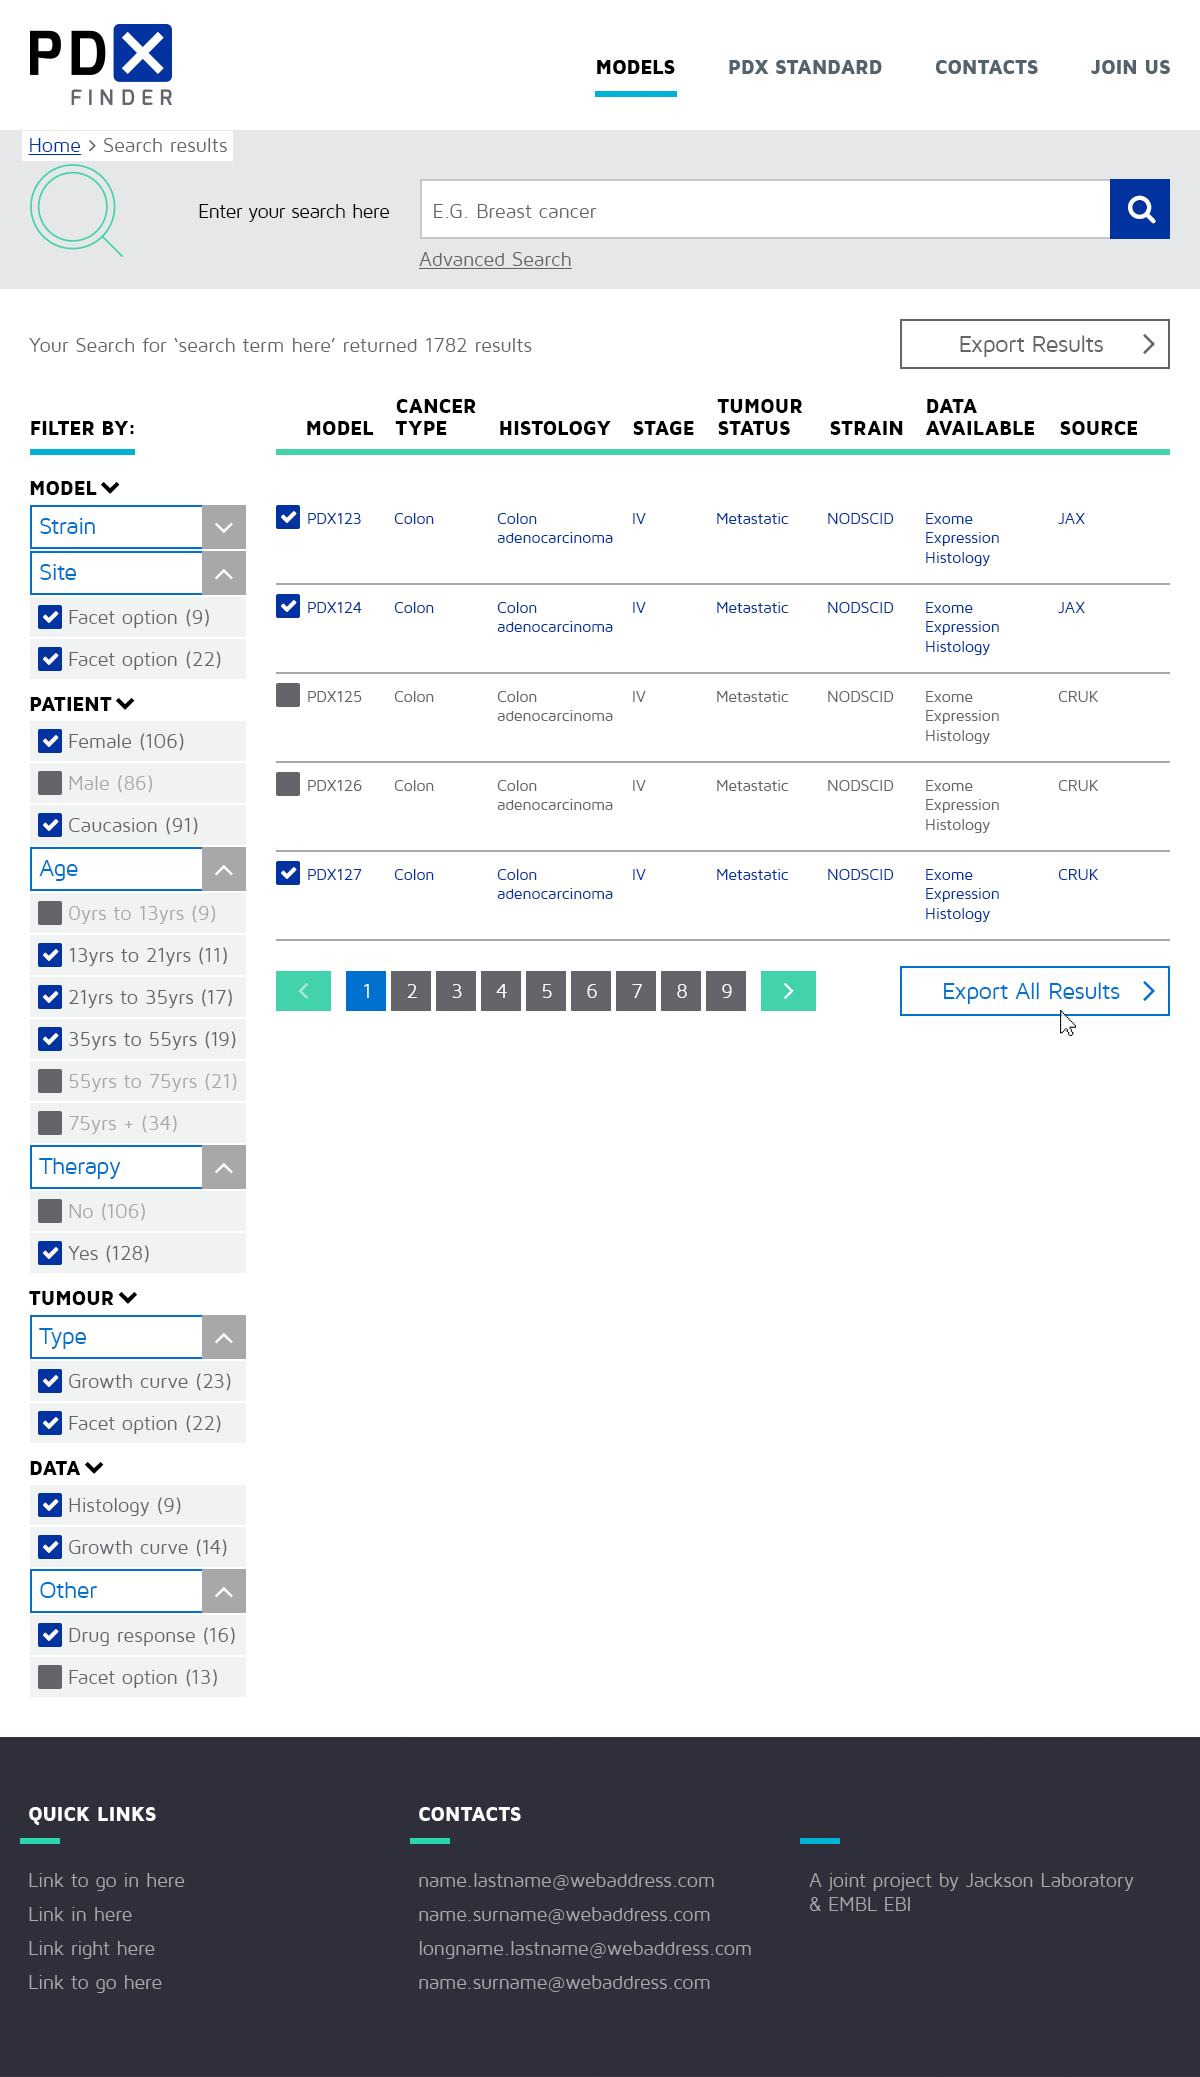 PDX
FINDER
MODELS
PDX STANDARD
CONTACTS
JOIN US
Home > Search results
Enter your search here
E.G. Breast cancer
Advanced Search
Your Search for ‘search term here’ returned 1782 results
Export Results
FILTER BY:
MODEL
Strain
Site
Facet option (9)
Facet option (22)
PATIENT
Female (106)
Male (86)
Caucasion (91)
Age
0yrs to 13yrs (9)
13yrs to 21yrs (11)
21yrs to 35yrs (17)
35yrs to 55yrs (19)
55yrs to 75yrs (21)
75yrs + (34)
Therapy
No (106)
Yes (128)
TUMOUR
Type
Growth curve (23)
Facet option (22)
DATA
Histology (9)
Growth curve (14)
Other
Drug response (16)
Facet option (13)
MODEL
CANCER
TYPE
HISTOLOGY
STAGE
TUMOUR
STATUS
STRAIN
DATA
AVAILABLE
SOURCE
PDX123
Colon
Colon
adenocarcinoma
IV
Metastatic
NODSCID
Exome
Expression
Histology
JAX
PDX124
Colon
Colon
adenocarcinoma
IV
Metastatic
NODSCID
Exome
Expression
Histology
JAX
PDX125
Colon
Colon
adenocarcinoma
IV
Metastatic
NODSCID
Exome
Expression
Histology
CRUK
PDX126
Colon
Colon
adenocarcinoma
IV
Metastatic
NODSCID
Exome
Expression
Histology
CRUK
PDX127
Colon
Colon
adenocarcinoma
IV
Metastatic
NODSCID
Exome
Expression
Histology
CRUK
1 2 3 4 5 6 7 8 9
Export All Results
QUICK LINKS
Link to go in here
Link in here
Link right here
Link to go here
CONTACTS
name.lastname@webaddress.com
name.surname@webaddress.com
longname.lastname@webaddress.com
name.surname@webaddress.com
A joint project by Jackson Laboratory
& EMBL EBI